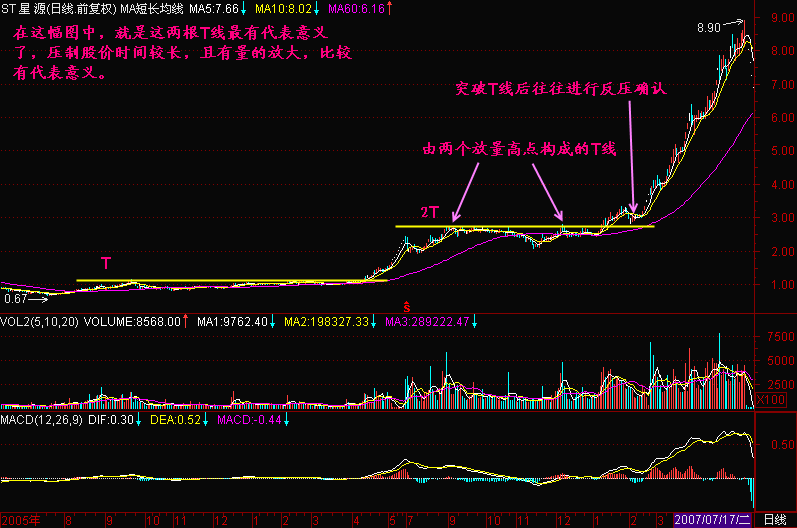 ST 星 源(日线.前复权) MA短长均线 MA5:7.66↓ MA10:8.02↓ MA60:6.16↑
在这幅图中，就是这两根T线最有代表意义
了，压制股价时间较长，且有量的放大，比较
有代表意义。
8.90
9.00
8.00
突破T线后往往进行反压确认
7.00
6.00
由两个放量高点构成的T线
5.00
4.00
2T
3.00
2.00
T
1.00
0.67
ŝ
VOL2(5,10,20) VOLUME:8568.00↑ MA1:9762.40↓ MA2:198327.33↓ MA3:289222.47↓
7500
5000
2500
X100
MACD(12,26,9) DIF:0.30↓ DEA:0.52↓ MACD:-0.44↓
0.50
2005年 8 9 10 11 12 1 2 3 4 5 6 7 9 10 11 12 1 2 3 2007/07/17/二 日线